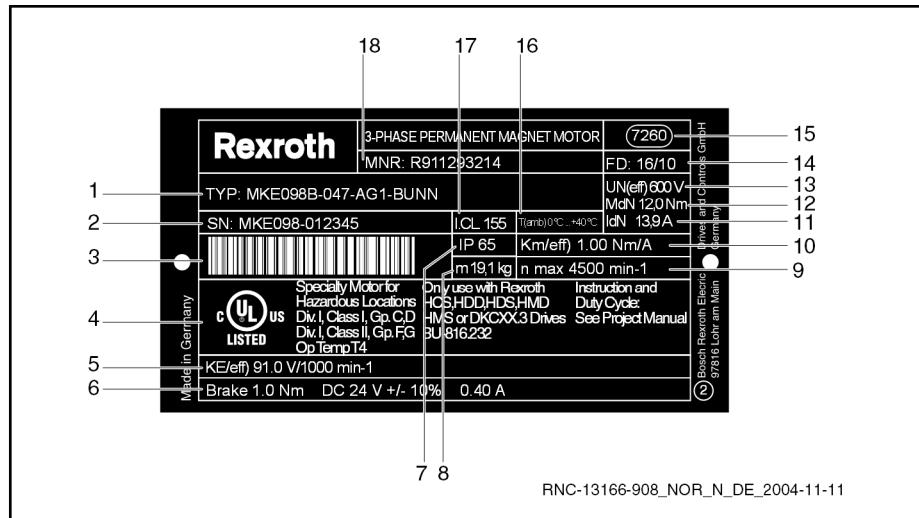 18
17
16
Rexroth
3-PHASE PERMANENT MAGNET MOTOR
7260
15
MNR: R911293214
FD: 16/10
14
1
TYP: MKE098B-047-AG1-BUNN
UN(eff) 600 V
13
MdN 12,0 Nm
12
2
SN: MKE098-012345
I.CL 155
T(amb) 0°C ...+40°C
IdN 13,9 A
11
3
IP 65
Km/eff) 1.00 Nm/A
10
m 19,1 kg
n max 4500 min-1
9
4
C UL US
LISTED
Specialty Motor for
Hazardous Locations
Div. I, Class I, Gp. C,D
Div. I, Class Ii, Gp. F,G
Op Temp T4
Only use with Rexroth
HCS,HDD,HDS,HMD
HMS or DKCXX.3 Drives
SU-816.232
Instruction and
Duty Cycle:
See Project Manual
5
KE/eff) 91.0 V/1000 min-1
6
Brake 1.0 Nm DC 24 V +/- 10% 0.40 A
2
Made in Germany
Bosch Rexroth Elecric Drives and Controls GmbH
97816 Lohr am Main Germany
7
8
RNC-13166-908_NOR_N_DE_2004-11-11